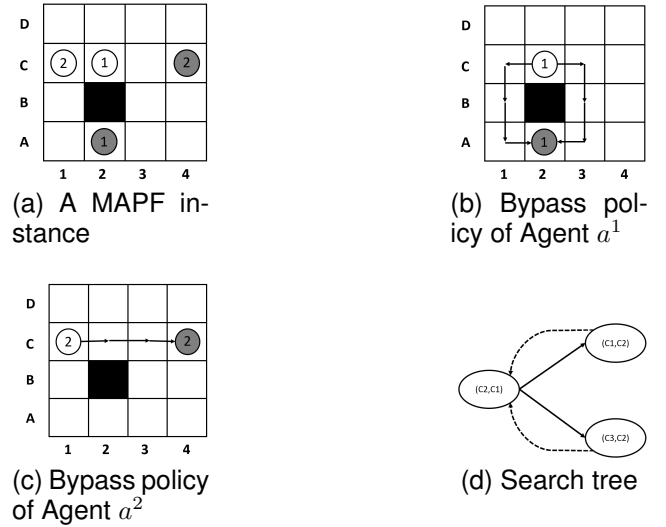 D
C 2 1 2
B
A 1
1 2 3 4
(a) A MAPF in-
stance
D
C 1
B
A 1
1 2 3 4
(b) Bypass pol-
icy of Agent a¹
D
C 2 2
B
A
1 2 3 4
(c) Bypass policy
of Agent a²
(C1,C2)
(C2,C1)
(C3,C2)
(d) Search tree